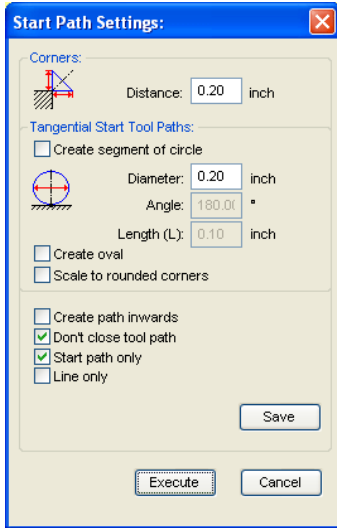 Start Path Settings:
Corners:
Distance: 0.20 inch
Tangential Start Tool Paths:
Create segment of circle
Diameter: 0.20 inch
Angle: 180.0( °
Length (L): 0.10 inch
Create oval
Scale to rounded corners
Create path inwards
Don't close tool path
Start path only
Line only
Save
Execute Cancel